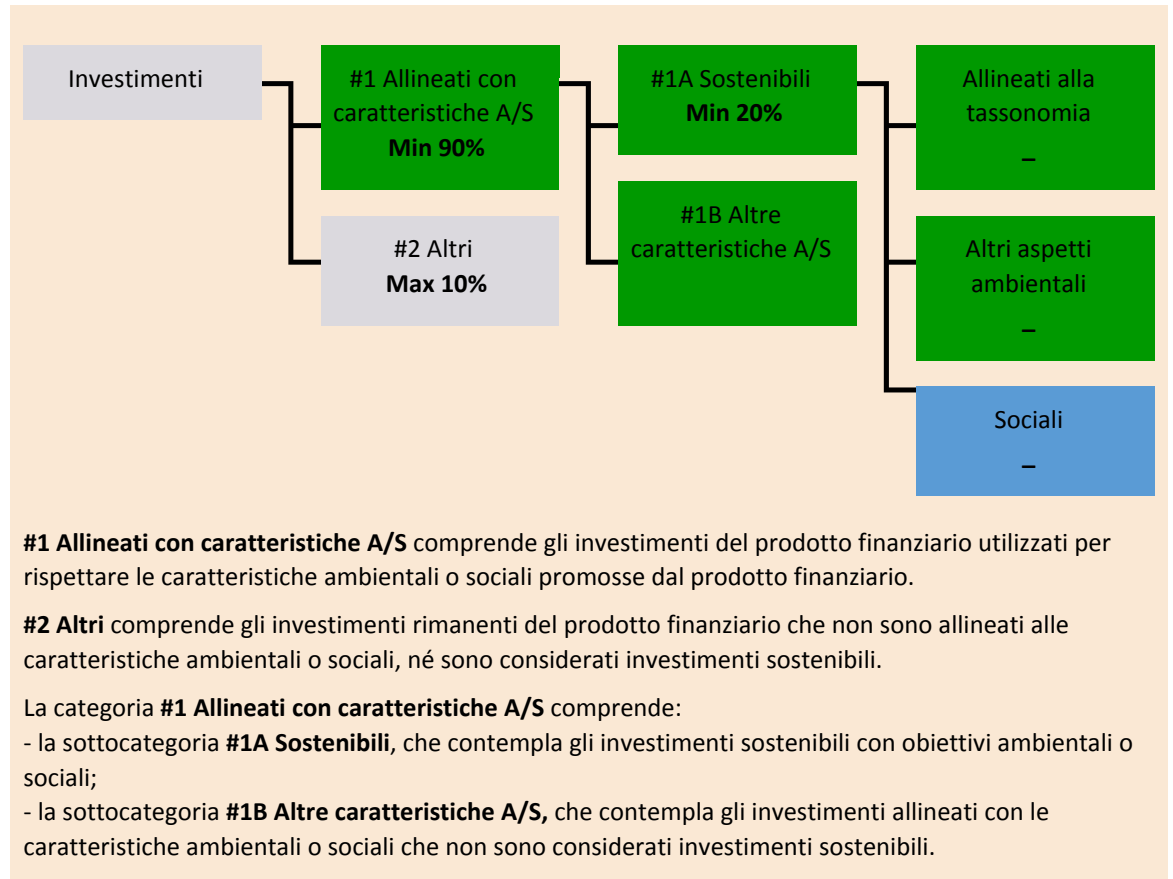 Investimenti
#1 Allineati con
caratteristiche A/S
Min 90%
#2 Altri
Max 10%
#1A Sostenibili
Min 20%
#1B Altre
caratteristiche A/S
Allineati alla
tassonomia
–
Altri aspetti
ambientali
–
Sociali
–
#1 Allineati con caratteristiche A/S comprende gli investimenti del prodotto finanziario utilizzati per
rispettare le caratteristiche ambientali o sociali promosse dal prodotto finanziario.
#2 Altri comprende gli investimenti rimanenti del prodotto finanziario che non sono allineati alle
caratteristiche ambientali o sociali, né sono considerati investimenti sostenibili.
La categoria #1 Allineati con caratteristiche A/S comprende:
- la sottocategoria #1A Sostenibili, che contempla gli investimenti sostenibili con obiettivi ambientali o
sociali;
- la sottocategoria #1B Altre caratteristiche A/S, che contempla gli investimenti allineati con le
caratteristiche ambientali o sociali che non sono considerati investimenti sostenibili.